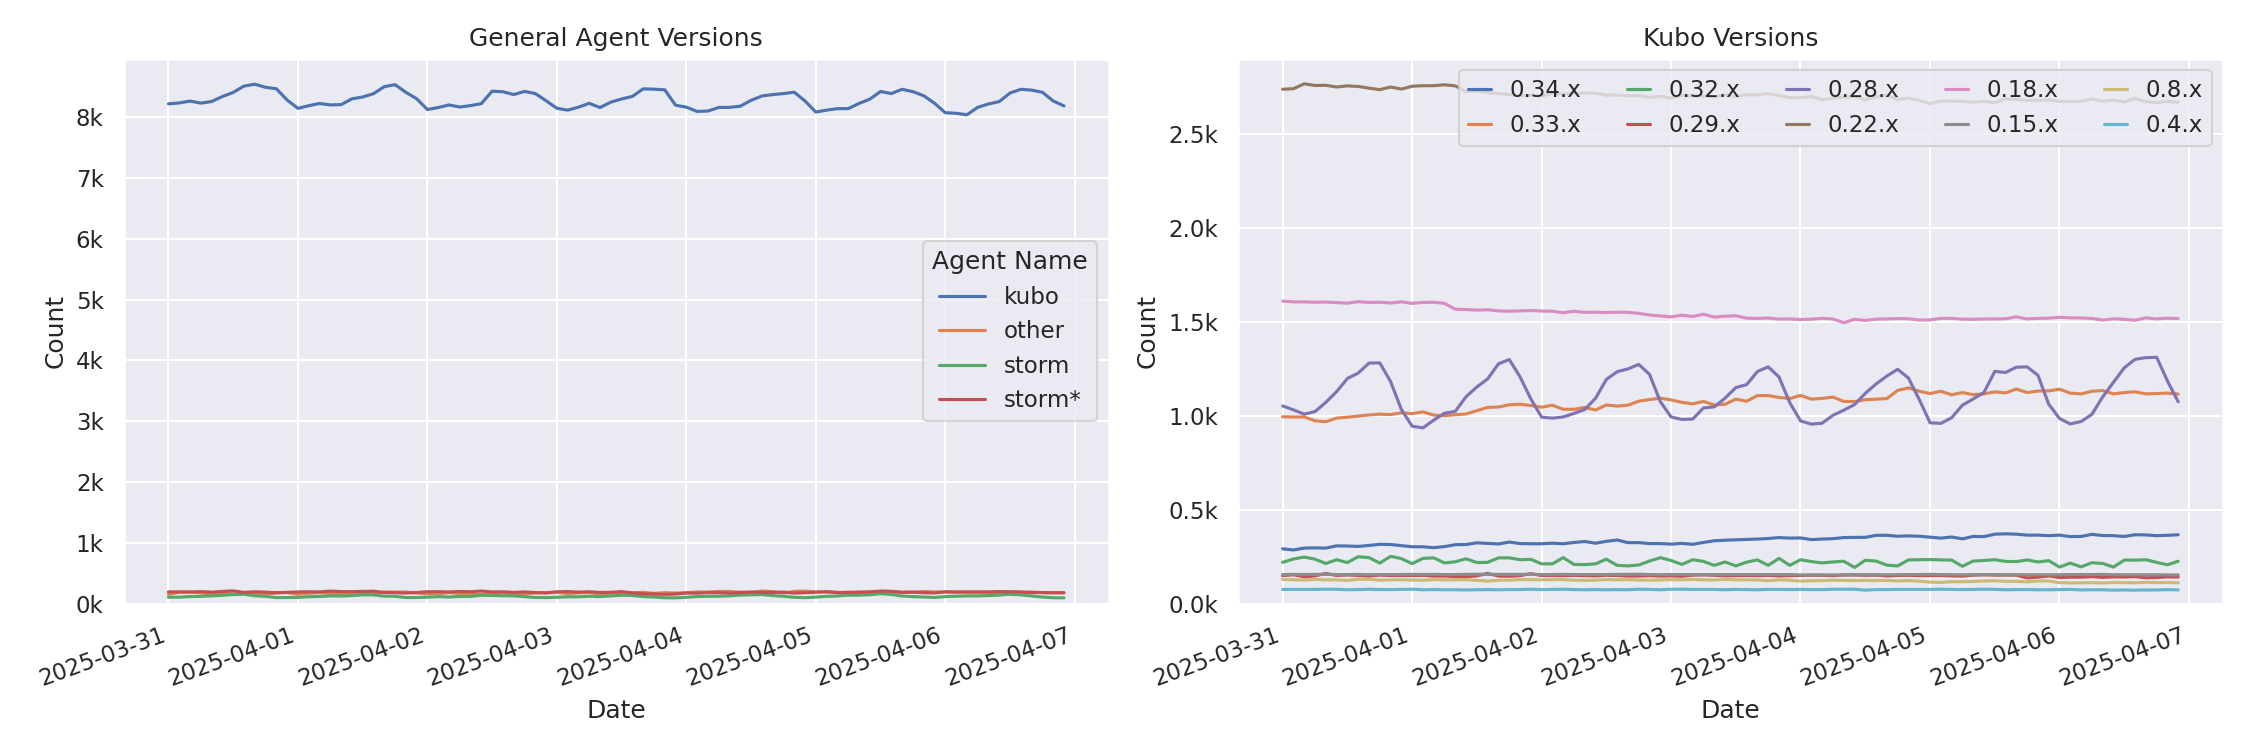 General Agent Versions
8k
7k
6k
5k
4k
3k
2k
1k
0k
Count
Agent Name
kubo
other
storm
storm*
2025-03-31
2025-04-01
2025-04-02
2025-04-03
2025-04-04
2025-04-05
2025-04-06
2025-04-07
Date
Kubo Versions
0.34.x 0.32.x 0.28.x 0.18.x 0.8.x
0.33.x 0.29.x 0.22.x 0.15.x 0.4.x
2.5k
2.0k
1.5k
1.0k
0.5k
0.0k
Count
2025-03-31
2025-04-01
2025-04-02
2025-04-03
2025-04-04
2025-04-05
2025-04-06
2025-04-07
Date